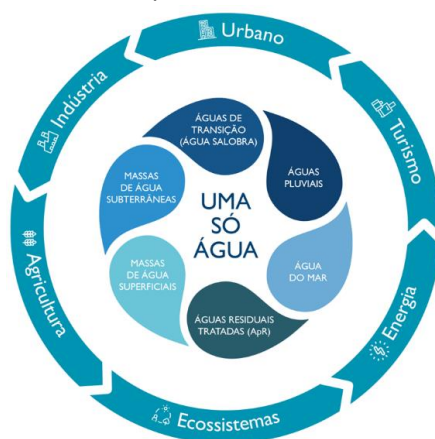 Urbano
Turismo
Energia
Ecossistemas
Agricultura
Indústria
ÁGUAS DE
TRANSIÇÃO
(ÁGUA SALOBRA)
ÁGUAS
PLUVIAIS
ÁGUA
DO MAR
ÁGUAS RESIDUAIS
TRATADAS (ApR)
MASSAS
DE ÁGUA
SUPERFICIAIS
MASSAS
DE ÁGUA
SUBTERRÂNEAS
UMA
SÓ
ÁGUA